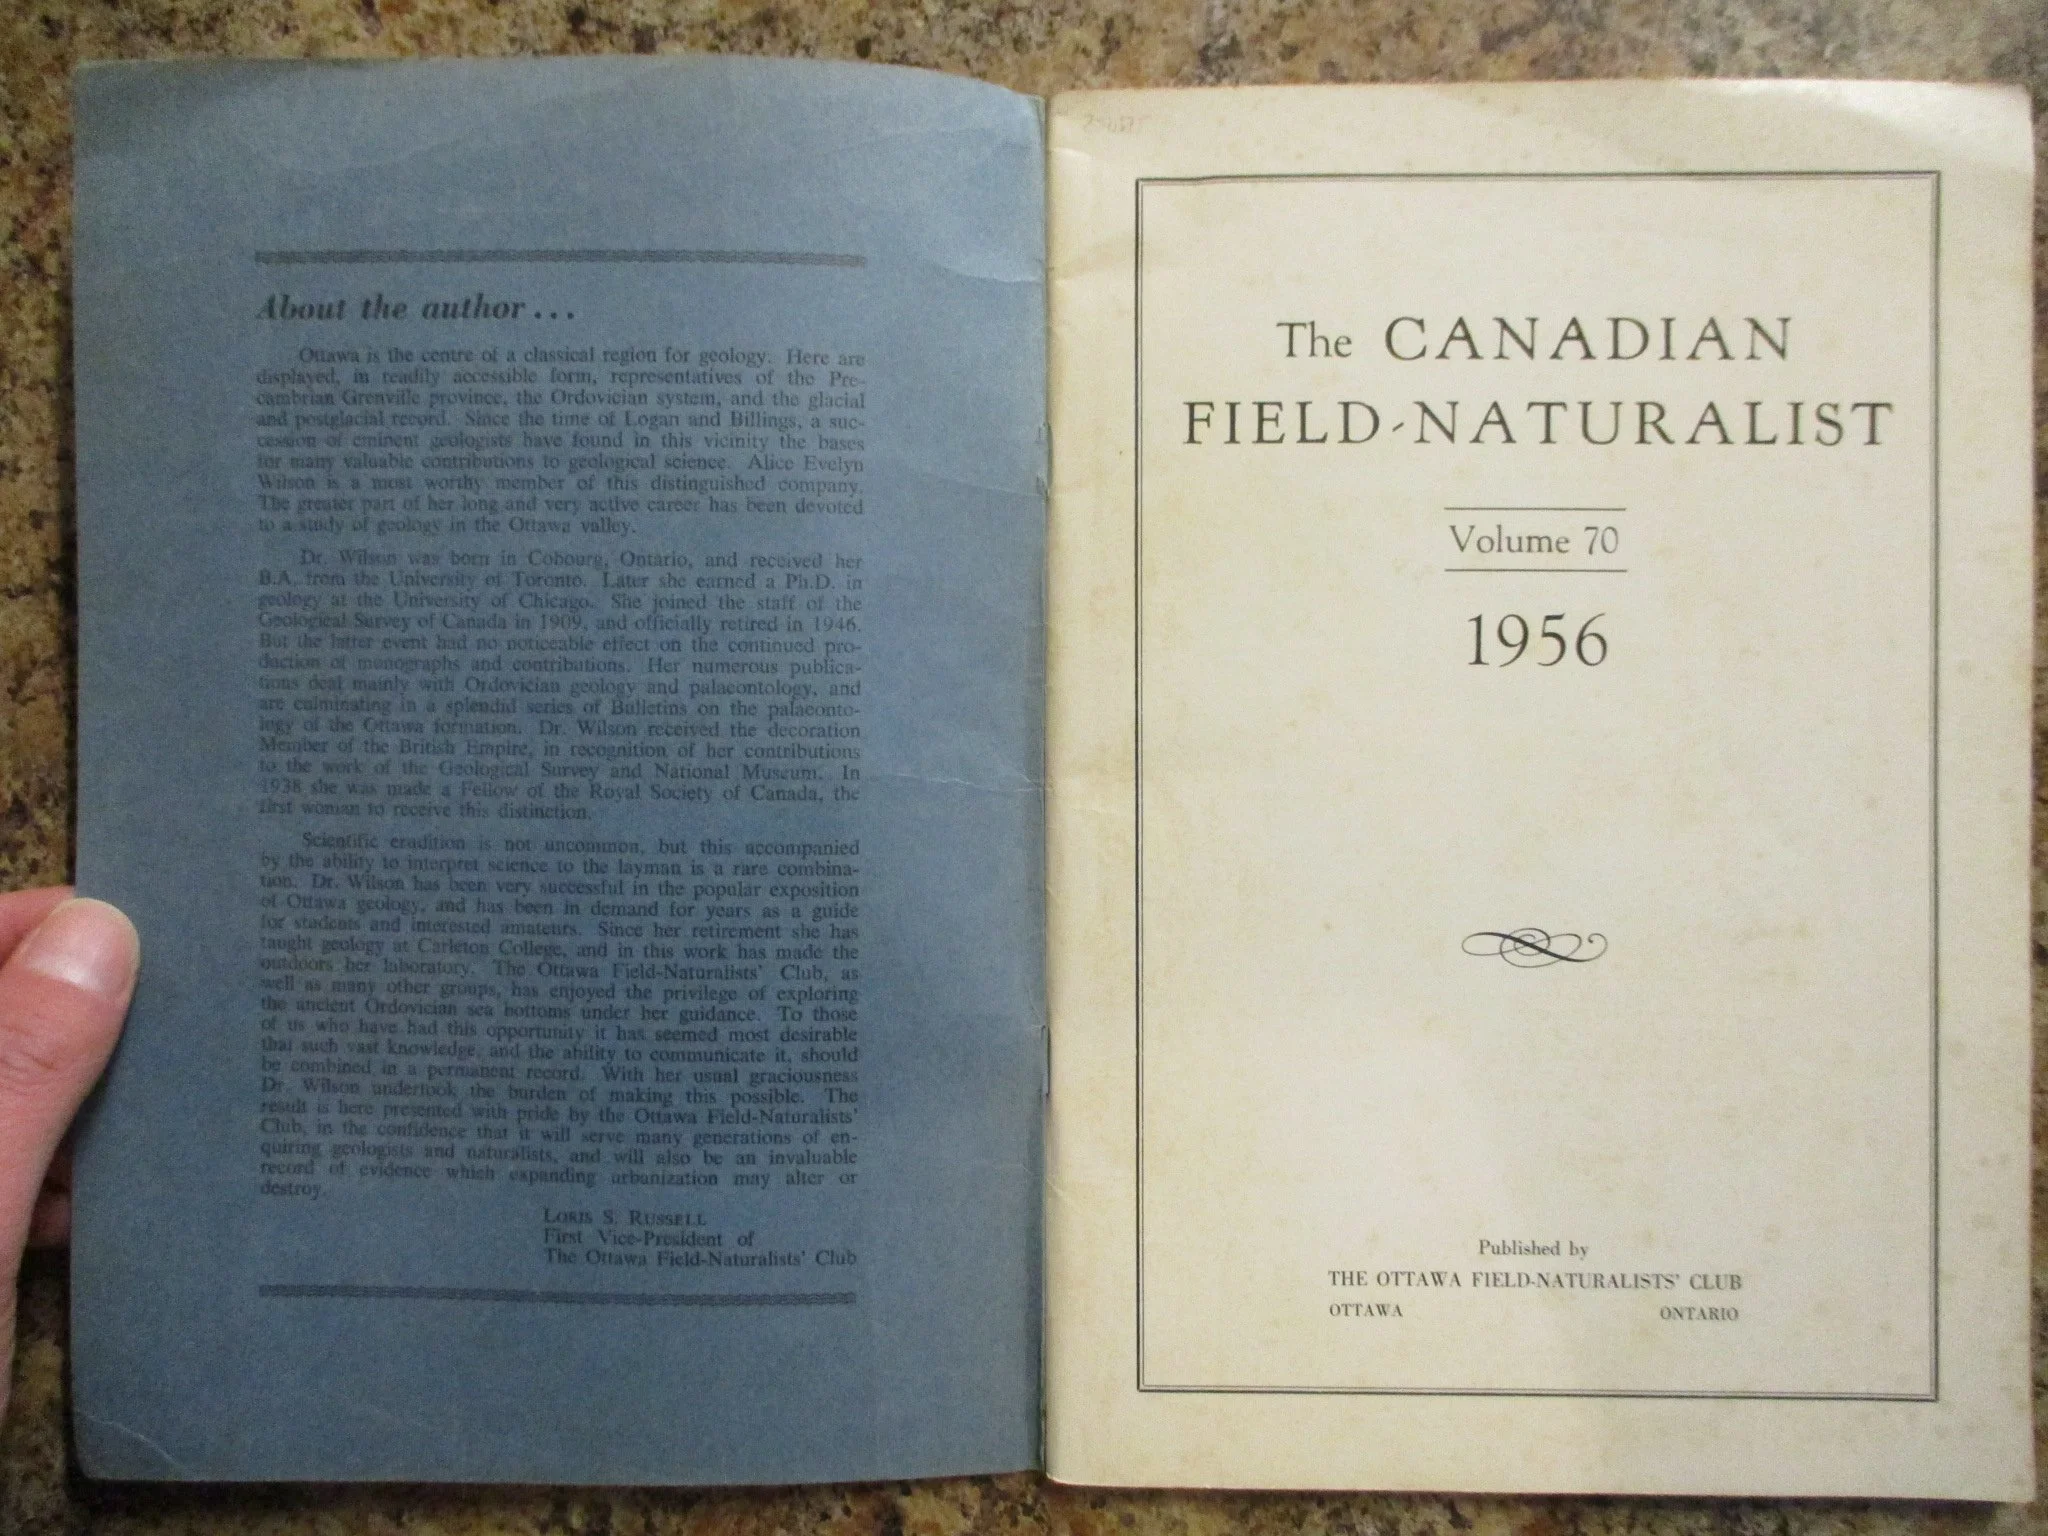 About the author . . .
Ottawa is the centre of a classical region for geology. Here are
displayed, in readily accessible form, representatives of the Pre-
cambrian Grenville province, the Ordovician system, and the glacial
and postglacial record. Since the time of Logan and Billings, a suc-
cession of eminent geologists have found in this vicinity the bases
for many valuable contributions to geological science. Alice Evelyn
Wilson is a most worthy member of this distinguished company.
The greater part of her long and very active career has been devoted
to a study of geology in the Ottawa valley.
Dr. Wilson was born in Cobourg, Ontario, and received her
B.A. from the University of Toronto. Later she earned a Ph.D. in
geology at the University of Chicago. She joined the staff of the
Geological Survey of Canada in 1909, and officially retired in 1946.
But the latter event had no noticeable effect on the continued pro-
duction of monographs and contributions. Her numerous publica-
tions deal mainly with Ordovician geology and palaeontology, and
are culminating in a splendid series of Bulletins on the palaeonto-
logy of the Ottawa formation. Dr. Wilson received the decoration
Member of the British Empire, in recognition of her contributions
to the work of the Geological Survey and National Museum. In
1938 she was made a Fellow of the Royal Society of Canada, the
first woman to receive this distinction.
Scientific erudition is not uncommon, but this accompanied
by the ability to interpret science to the layman is a rare combina-
tion. Dr. Wilson has been very successful in the popular exposition
of Ottawa geology, and has been in demand for years as a guide
for students and interested amateurs. Since her retirement she has
taught geology at Carleton College, and in this work has made the
outdoors her laboratory. The Ottawa Field-Naturalists' Club, as
well as many other groups, has enjoyed the privilege of exploring
the ancient Ordovician sea bottoms under her guidance. To those
of us who have had this opportunity it has seemed most desirable
that such vast knowledge, and the ability to communicate it, should
be combined in a permanent record. With her usual graciousness
Dr. Wilson undertook the burden of making this possible. The
result is here presented with pride by the Ottawa Field-Naturalists'
Club, in the confidence that it will serve many generations of en-
quiring geologists and naturalists, and will also be an invaluable
record of evidence which expanding urbanization may alter or
destroy.
LORIS S. RUSSELL
First Vice-President of
The Ottawa Field-Naturalists' Club
The CANADIAN
FIELD-NATURALIST
Volume 70
1956
Published by
THE OTTAWA FIELD-NATURALISTS' CLUB
OTTAWA ONTARIO